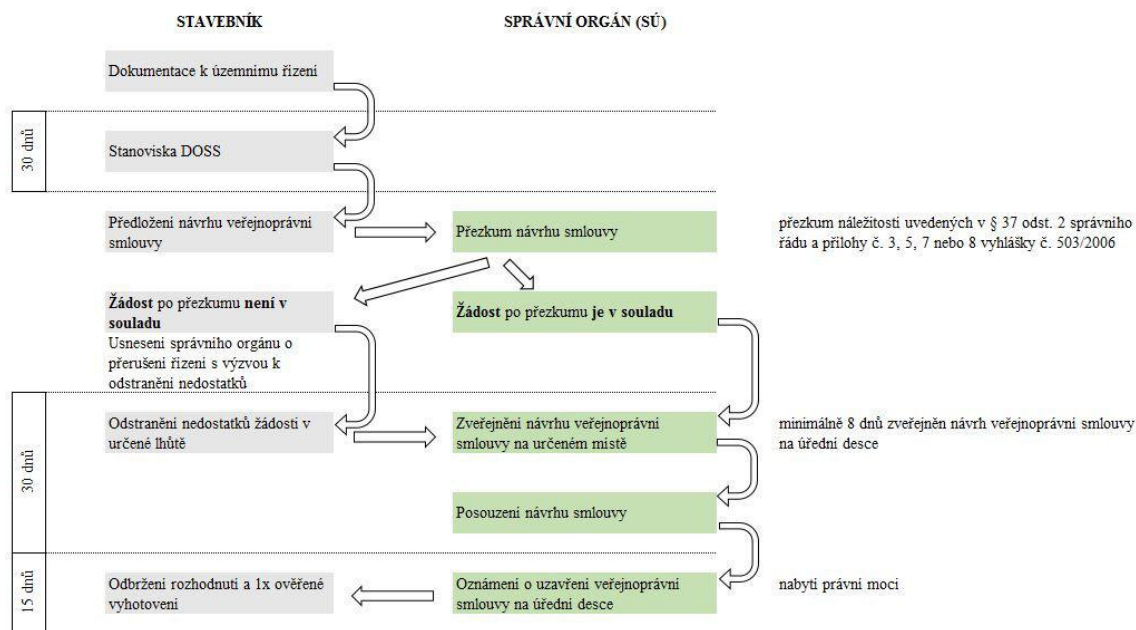 STAVEBNÍK
SPRÁVNÍ ORGÁN (SÚ)
Dokumentace k územnímu řízení
30 dnů
Stanoviska DOSS
Předložení návrhu veřejnoprávní
smlouvy
Přezkum návrhu smlouvy
přezkum náležitosti uvedených v § 37 odst. 2 správního
řádu a přílohy č. 3, 5, 7 nebo 8 vyhlášky č. 503/2006
Žádost po přezkumu není v
souladu
Usnesení správního orgánu o
přerušení řízení s výzvou k
odstranění nedostatků
Žádost po přezkumu je v souladu
30 dnů
Odstranění nedostatků žádosti v
určené lhůtě
Zveřejnění návrhu veřejnoprávní
smlouvy na určeném místě
minimálně 8 dnů zveřejněn návrh veřejnoprávní smlouvy
na úřední desce
Posouzení návrhu smlouvy
15 dnů
Odbržení rozhodnutí a 1x ověřené
vyhotovení
Oznámení o uzavření veřejnoprávní
smlouvy na úřední desce
nabytí právní moci